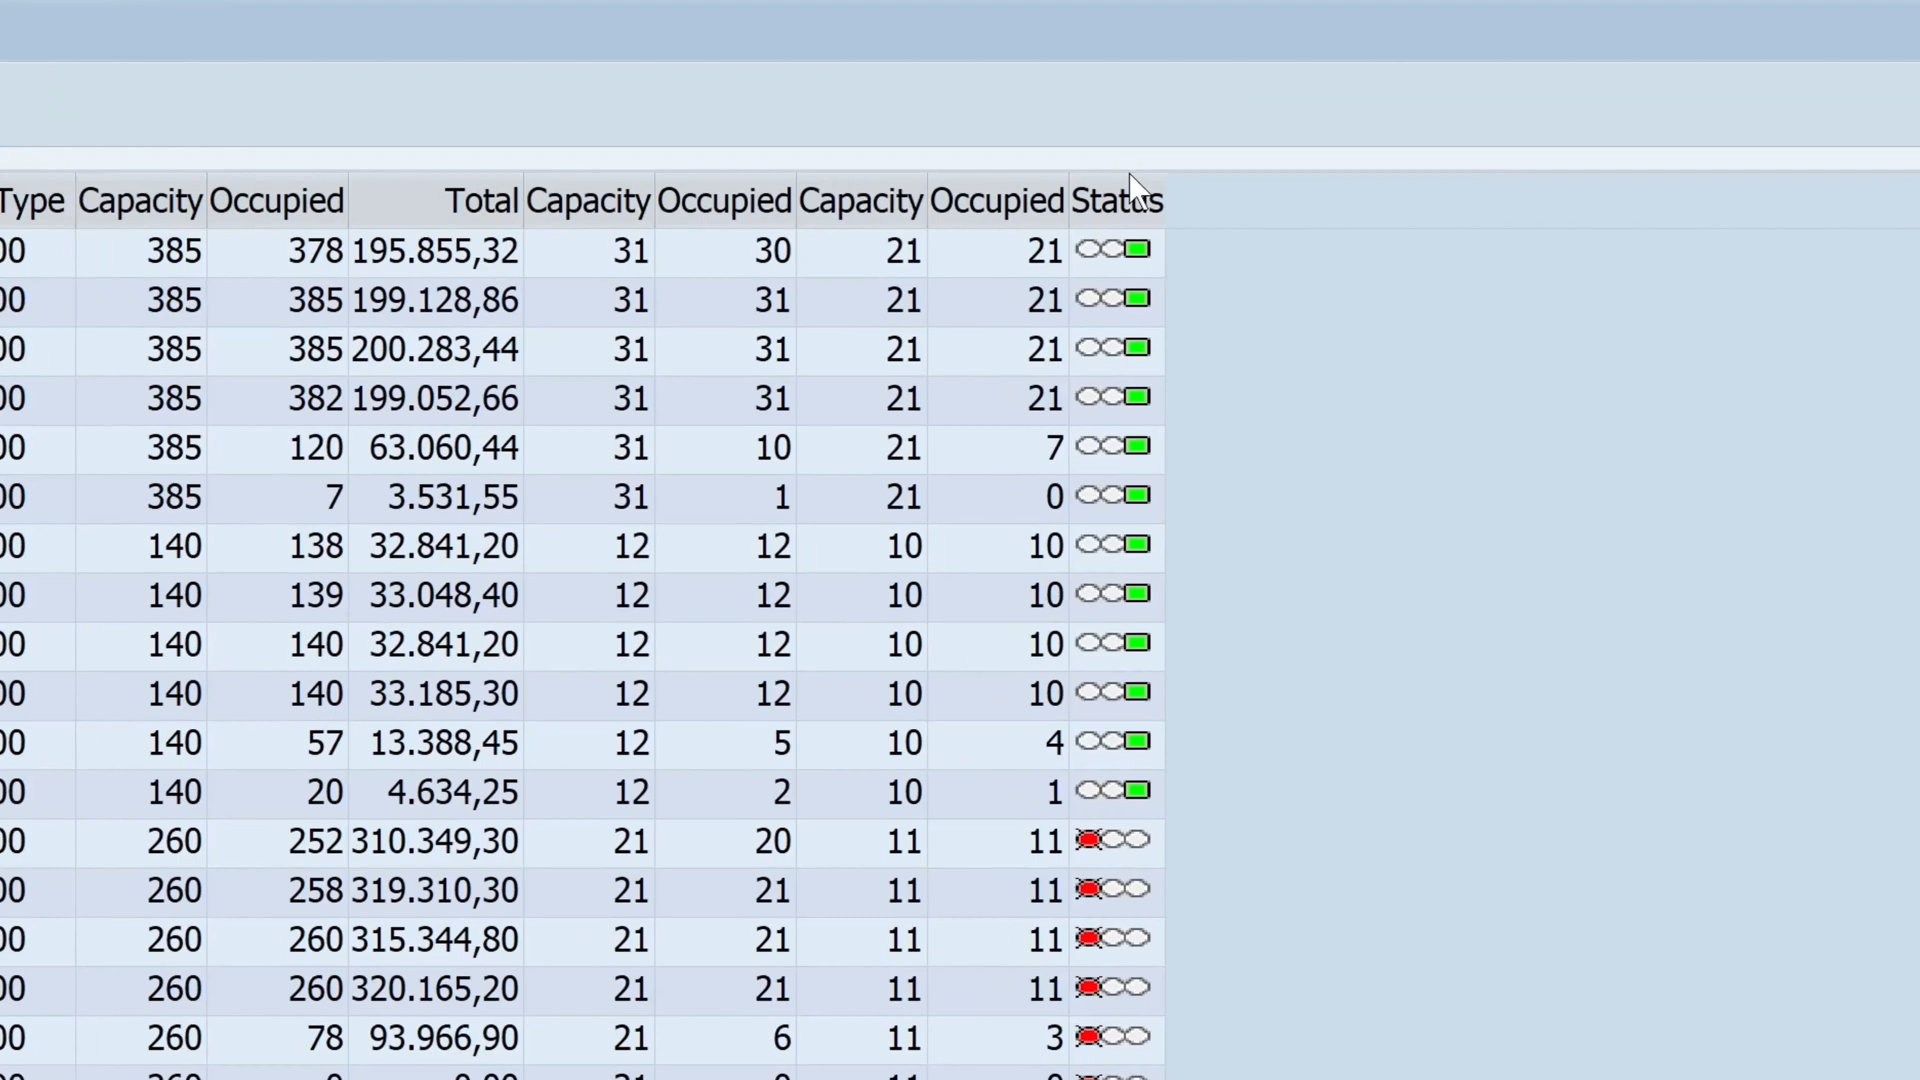 Type Capacity Occupied Total Capacity Occupied Capacity Occupied Status
00 385 378 195.855,32 31 30 21 21
00 385 385 199.128,86 31 31 21 21
00 385 385 200.283,44 31 31 21 21
00 385 382 199.052,66 31 31 21 21
00 385 120 63.060,44 31 10 21 7
00 385 7 3.531,55 31 1 21 0
00 140 138 32.841,20 12 12 10 10
00 140 139 33.048,40 12 12 10 10
00 140 140 32.841,20 12 12 10 10
00 140 140 33.185,30 12 12 10 10
00 140 57 13.388,45 12 5 10 4
00 140 20 4.634,25 12 2 10 1
00 260 252 310.349,30 21 20 11 11
00 260 258 319.310,30 21 21 11 11
00 260 260 315.344,80 21 21 11 11
00 260 260 320.165,20 21 21 11 11
00 260 78 93.966,90 21 6 11 3